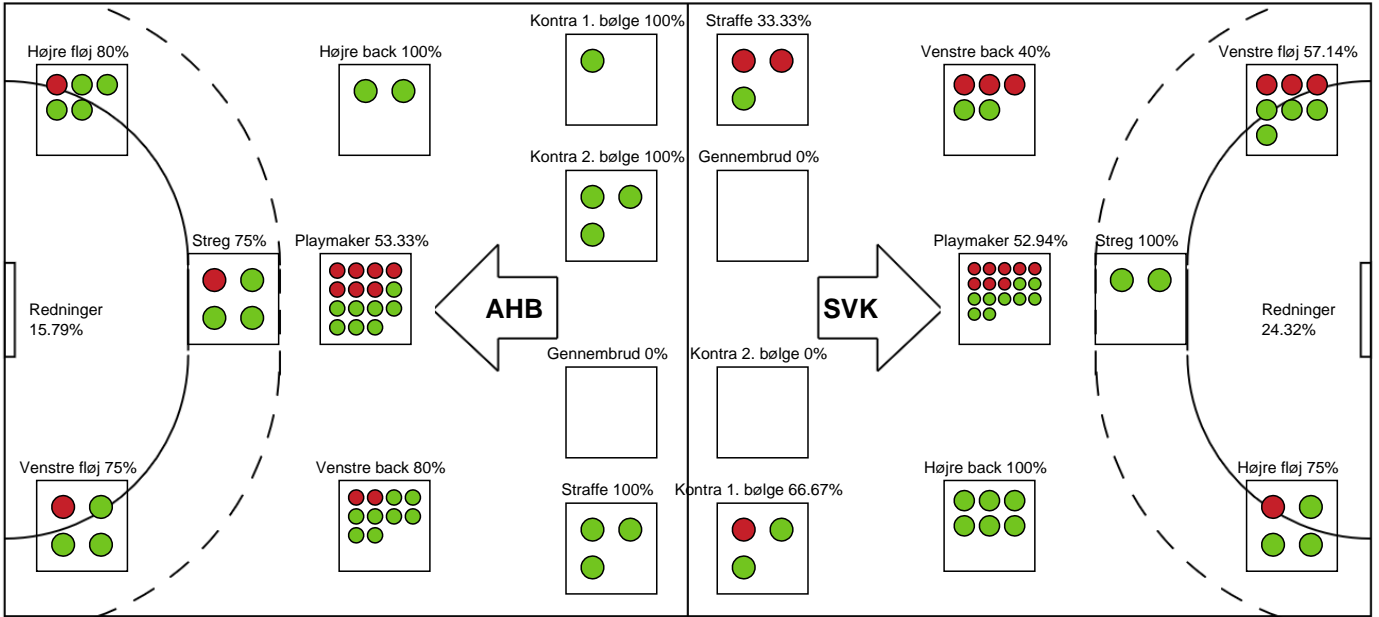 Kontra 1. bølge 100%
Straffe 33.33%
Højre fløj 80%
Højre back 100%
Venstre back 40%
Venstre fløj 57.14%
Kontra 2. bølge 100%
Gennembrud 0%
Streg 75%
Playmaker 53.33%
Playmaker 52.94%
Streg 100%
Redninger
15.79%
AHB
SVK
Redninger
24.32%
Gennembrud 0%
Kontra 2. bølge 0%
Venstre fløj 75%
Venstre back 80%
Højre back 100%
Højre fløj 75%
Straffe 100%
Kontra 1. bølge 66.67%